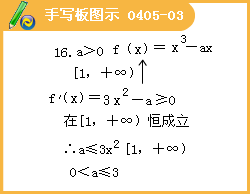 手写板图示 0405-03
16. a>0 f (x) = x³-ax
[1, +∞) ↑
f′(x)=3x²-a≥0
在[1, +∞) 恒成立
∴a≤3x² [1, +∞)
0<a≤3